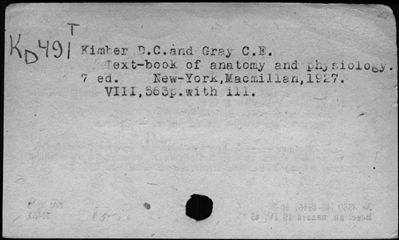 T
KD491
Kimber D.C.and Gray C.E.
Text-book of anatomy and physiology.
7 ed. New-York,Macmillan,1927.
VIII,563p.with ill.